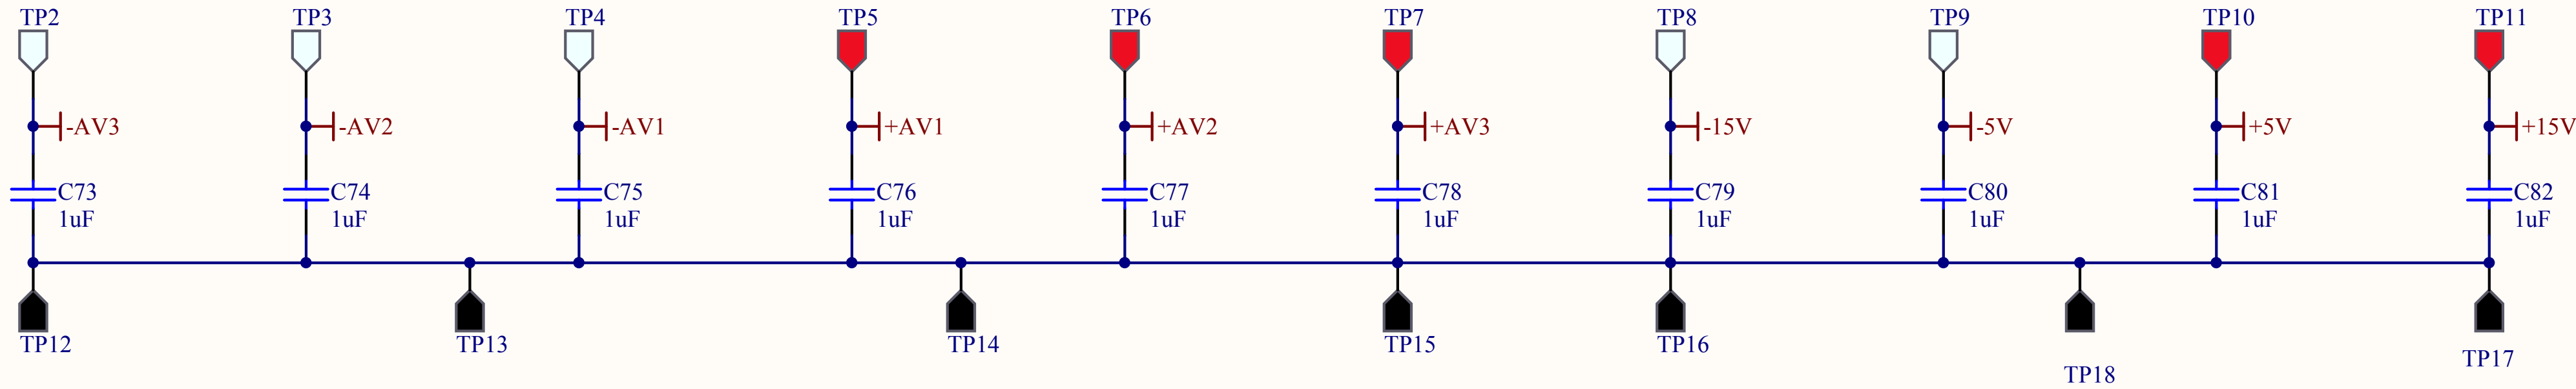 TP2 TP3 TP4 TP5 TP6 TP7 TP8 TP9 TP10 TP11
-AV3 -AV2 -AV1 +AV1 +AV2 +AV3 -15V -5V +5V +15V
C73 C74 C75 C76 C77 C78 C79 C80 C81 C82
1uF 1uF 1uF 1uF 1uF 1uF 1uF 1uF 1uF 1uF
TP12 TP13 TP14 TP15 TP16 TP17
TP18